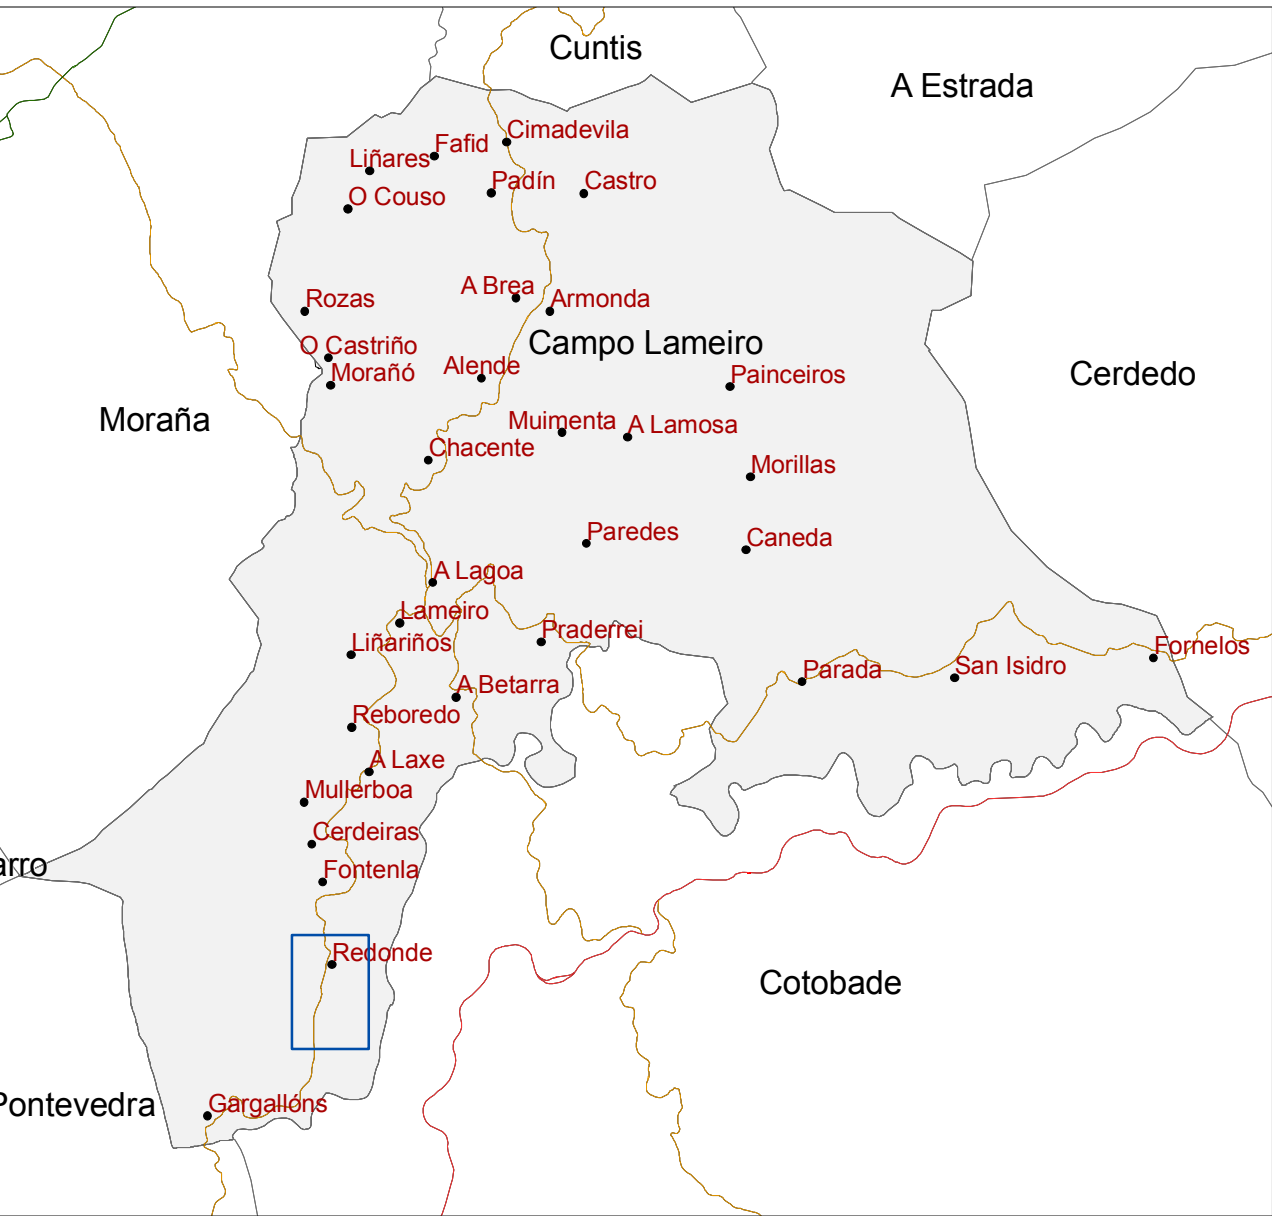 Cuntis
A Estrada
Cimadevila
Fafid
Liñares
Padín
Castro
O Couso
A Brea
Rozas
Armonda
Campo Lameiro
O Castriño
Alende
Morañó
Painceiros
Cerdedo
Moraña
Muimenta
A Lamosa
Chacente
Morillas
Paredes
Caneda
A Lagoa
Lameiro
Praderrei
Liñariños
Fornelos
San Isidro
Parada
A Betarra
Reboredo
A Laxe
Mullerboa
Cerdeiras
arro
Fontenla
Redonde
Cotobade
Pontevedra
Gargallóns